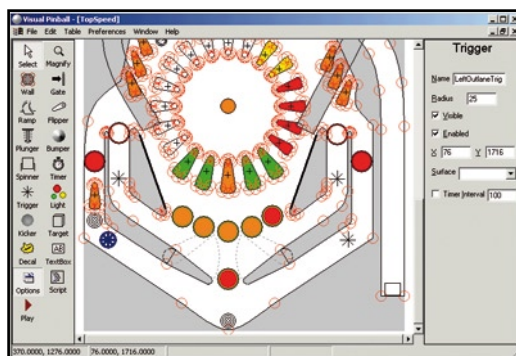 Visual Pinball - [TopSpeed]
File Edit Table Preferences Window Help
Select Magnify
Wall Gate
Ramp Flipper
Plunger Bumper
Spinner Timer
Trigger Light
Kicker Target
Decal TextBox
Options Script
Play
Trigger
Name LeftOutlaneTrig
Radius 25
Visible
Enabled
X 76 Y 1716
Surface
Timer Interval 100
AB
370.0000, 1276.0000 76.0000, 1716.0000